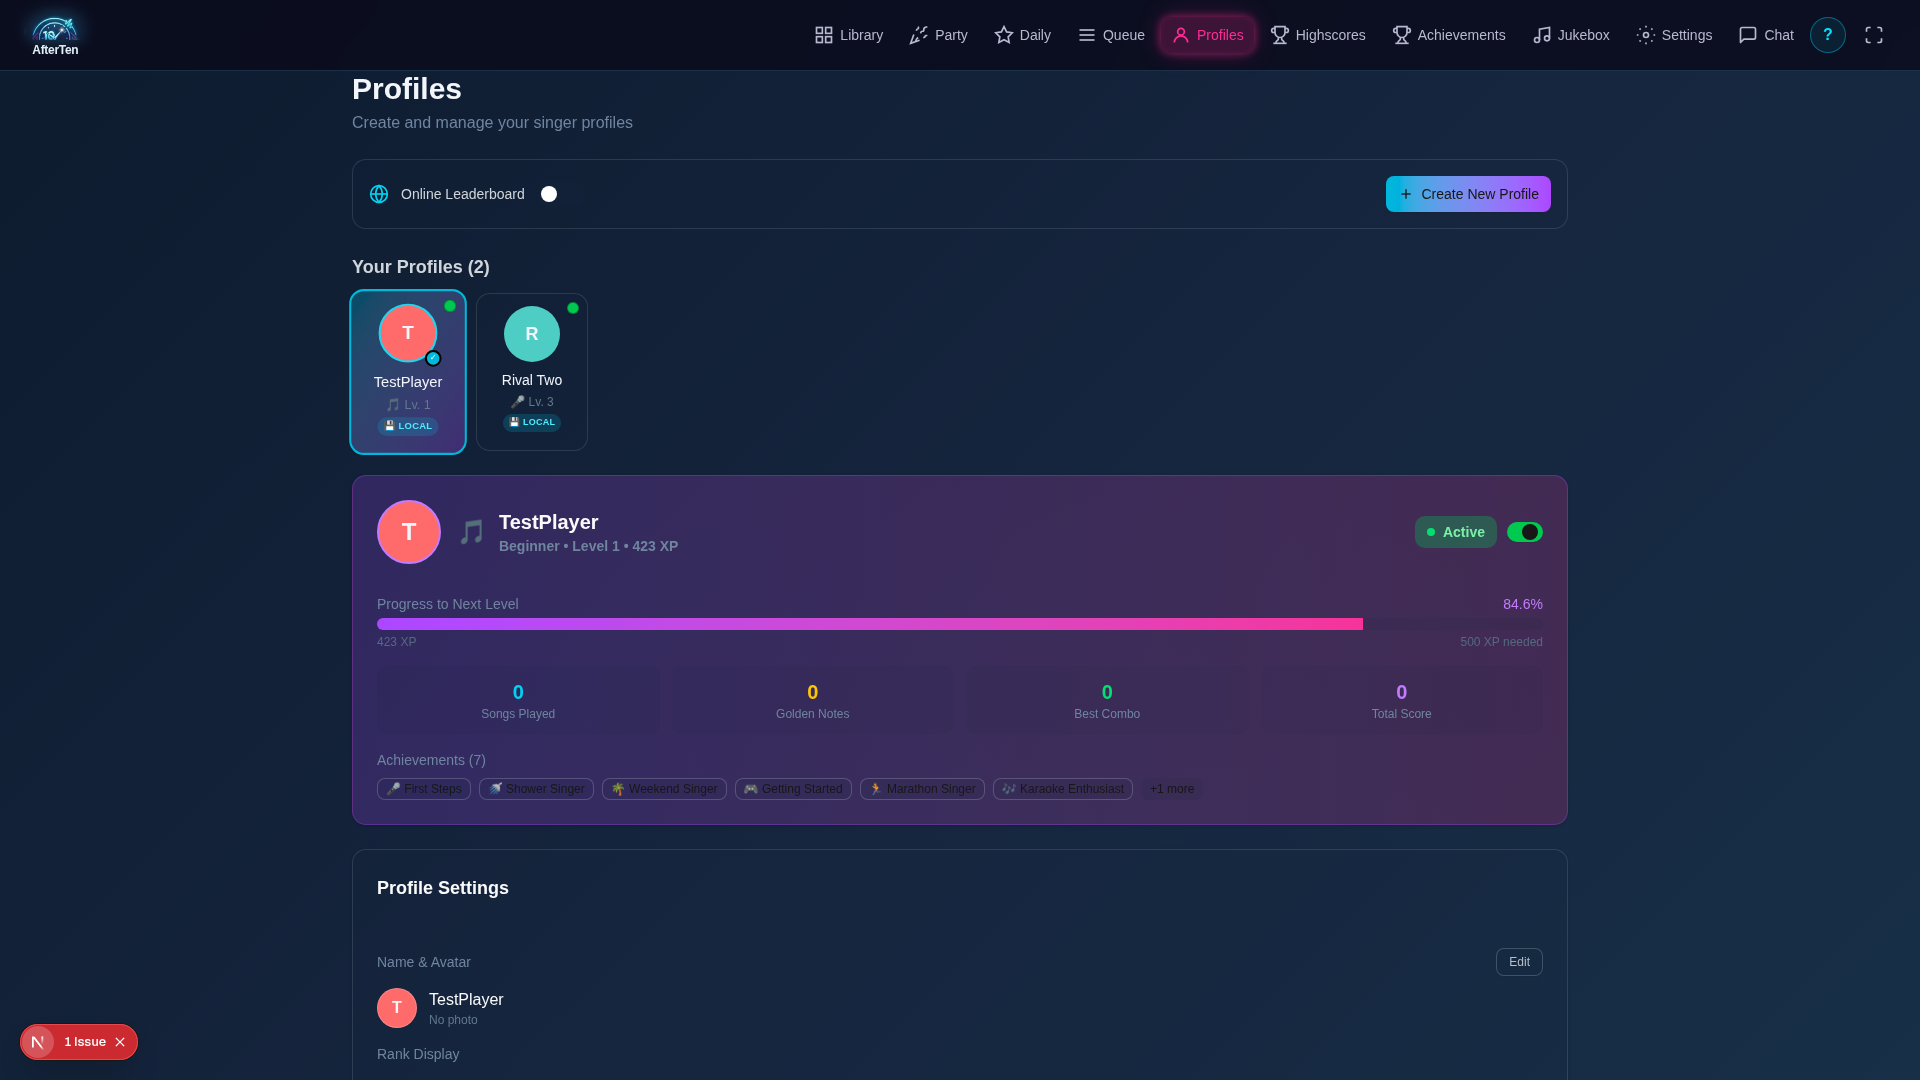 AfterTen
Library
Party
Daily
Queue
Profiles
Highscores
Achievements
Jukebox
Settings
Chat
?
Profiles
Create and manage your singer profiles
Online Leaderboard
Create New Profile
Your Profiles (2)
T
TestPlayer
Lv. 1
LOCAL
R
Rival Two
Lv. 3
LOCAL
T
TestPlayer
Beginner • Level 1 • 423 XP
Active
Progress to Next Level
84.6%
423 XP
500 XP needed
0
Songs Played
0
Golden Notes
0
Best Combo
0
Total Score
Achievements (7)
First Steps
Shower Singer
Weekend Singer
Getting Started
Marathon Singer
Karaoke Enthusiast
+1 more
Profile Settings
Name & Avatar
Edit
T
TestPlayer
No photo
Rank Display
N
1 Issue